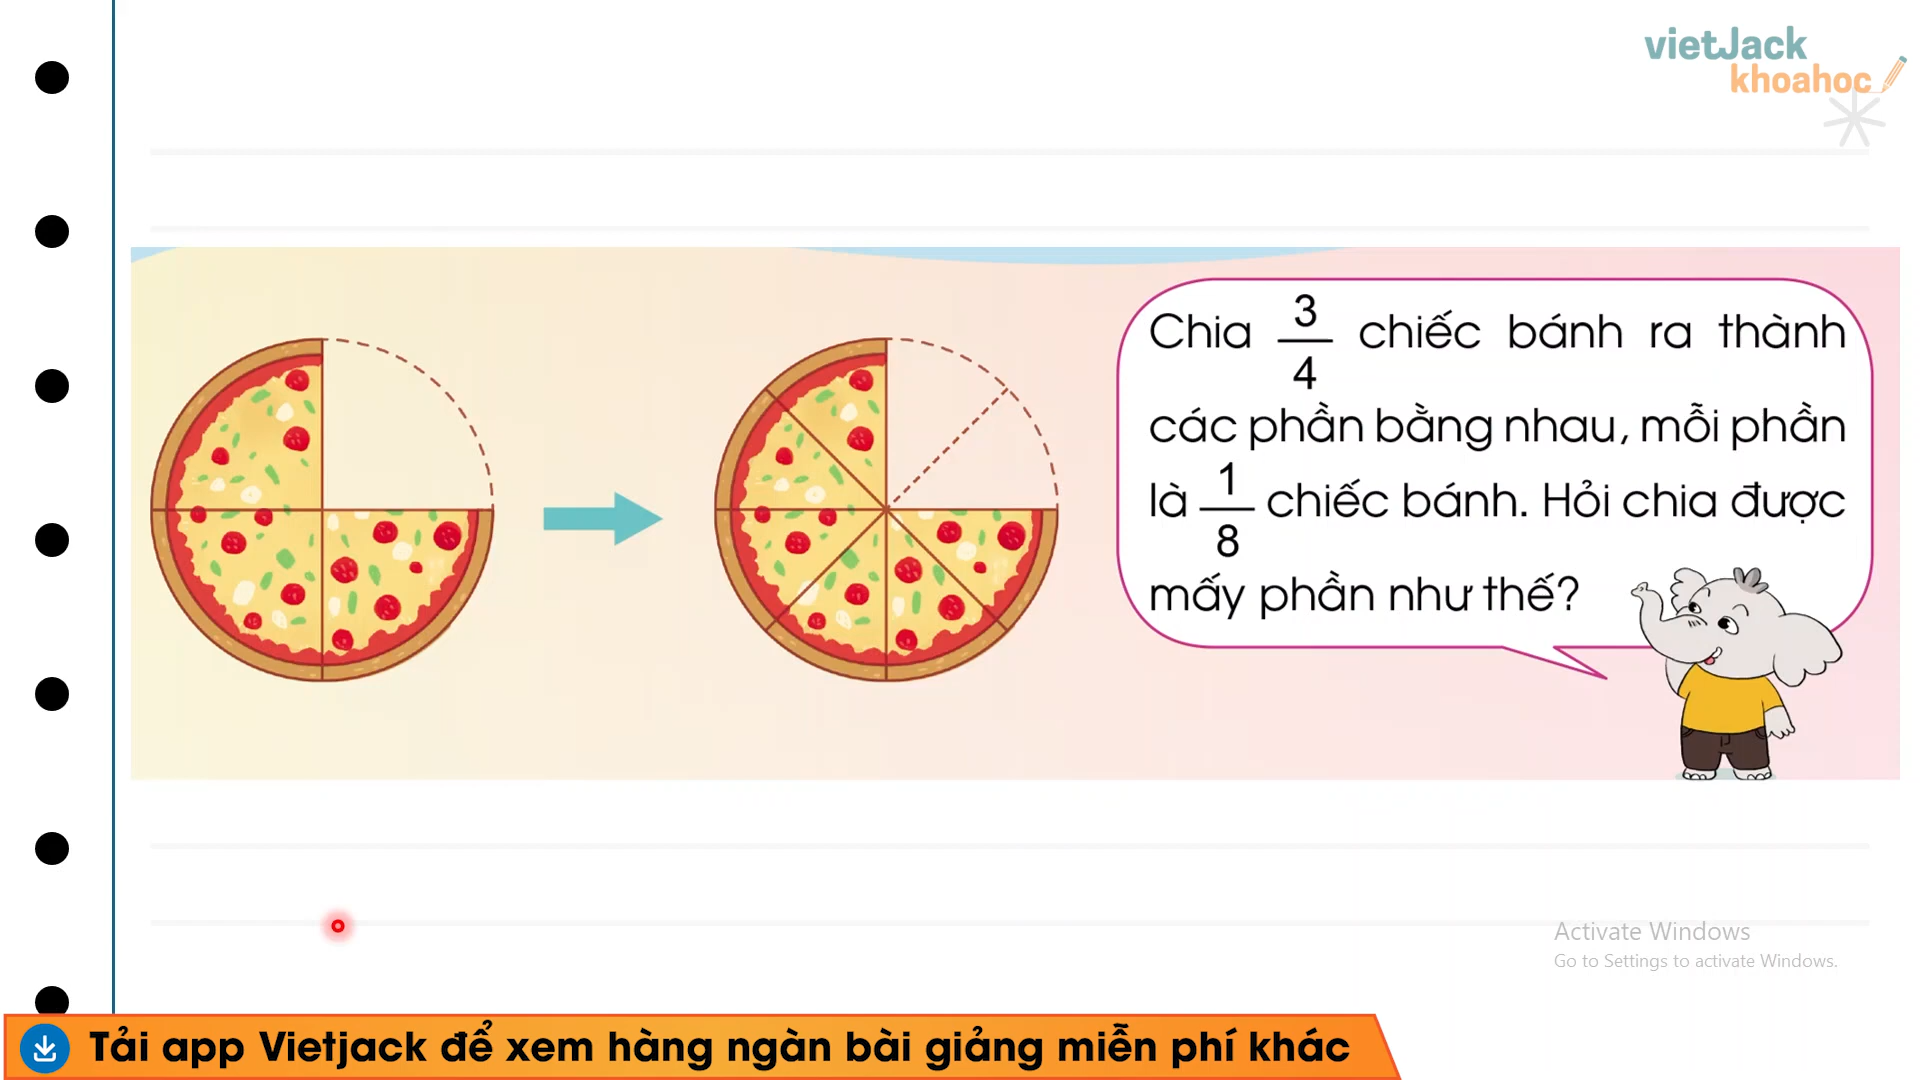 vietJack
khoahoc
Chia 3/4 chiếc bánh ra thành
các phần bằng nhau, mỗi phần
là 1/8 chiếc bánh. Hỏi chia được
mấy phần như thế?
Activate Windows
Go to Settings to activate Windows.
Tải app Vietjack để xem hàng ngàn bài giảng miễn phí khác